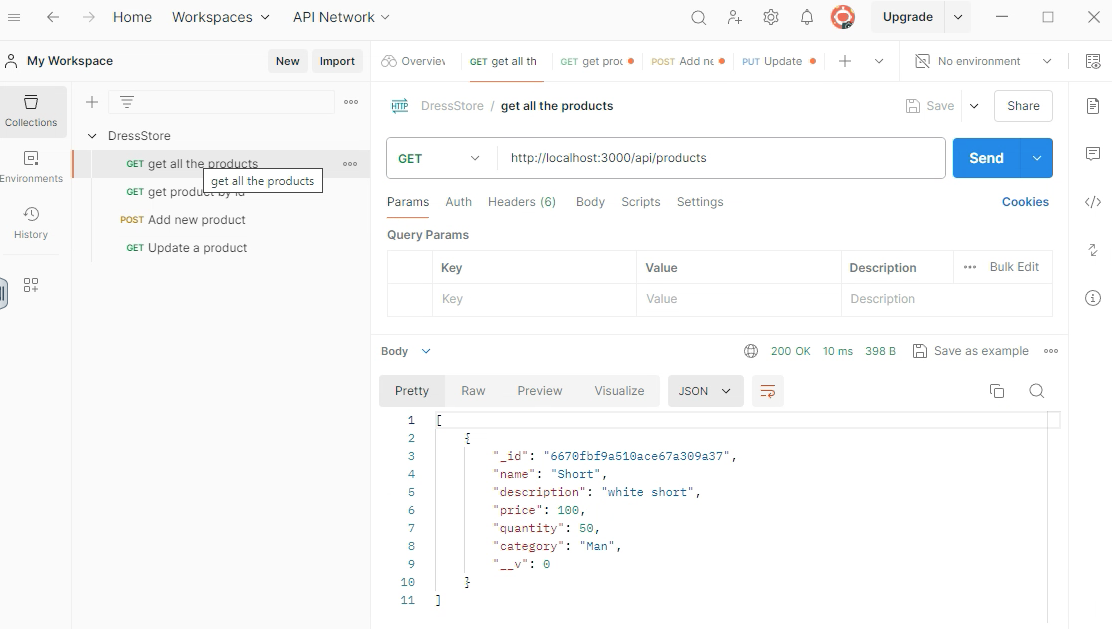 Home Workspaces API Network Upgrade
My Workspace New Import Overview GET get all th GET get proc POST Add ne PUT Update No environment
Collections
Environments
History
DressStore
GET get all the products
get all the products
GET get product by id
POST Add new product
GET Update a product
HTTP DressStore / get all the products Save Share
GET http://localhost:3000/api/products Send
Params Auth Headers (6) Body Scripts Settings Cookies
Query Params
Key Value Description Bulk Edit
Key Value Description
Body 200 OK 10 ms 398 B Save as example
Pretty Raw Preview Visualize JSON
1 [
2 {
3 "_id": "6670fbf9a510ace67a309a37",
4 "name": "Short",
5 "description": "white short",
6 "price": 100,
7 "quantity": 50,
8 "category": "Man",
9 "__v": 0
10 }
11 ]